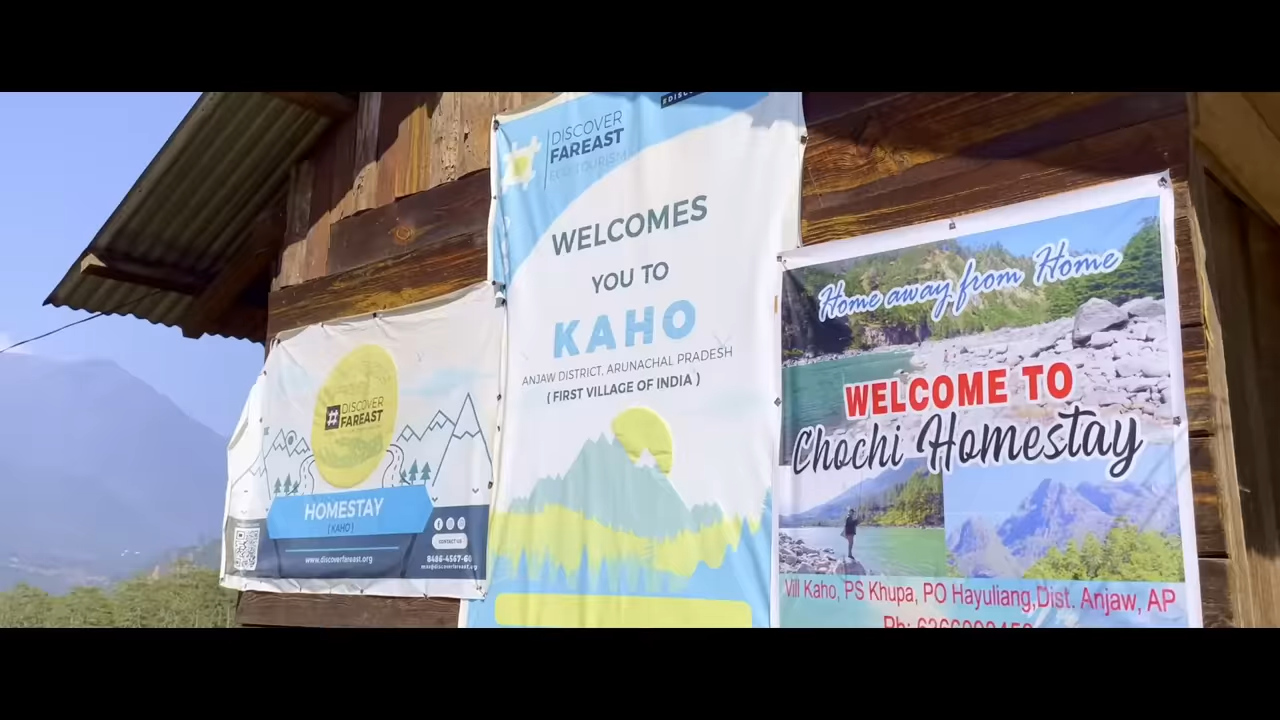 DISCOVER
FAREAST
HOMESTAY
( KAHO )
www.discoverfareast.org
CONTACT US
DISCOVER
FAREAST
ECO TOURISM
WELCOMES
YOU TO
KAHO
ANJAW DISTRICT, ARUNACHAL PRADESH
( FIRST VILLAGE OF INDIA )
Home away from Home
WELCOME TO
Chochi Homestay
Vill Kaho, PS Khupa, PO Hayuliang,Dist. Anjaw, AP